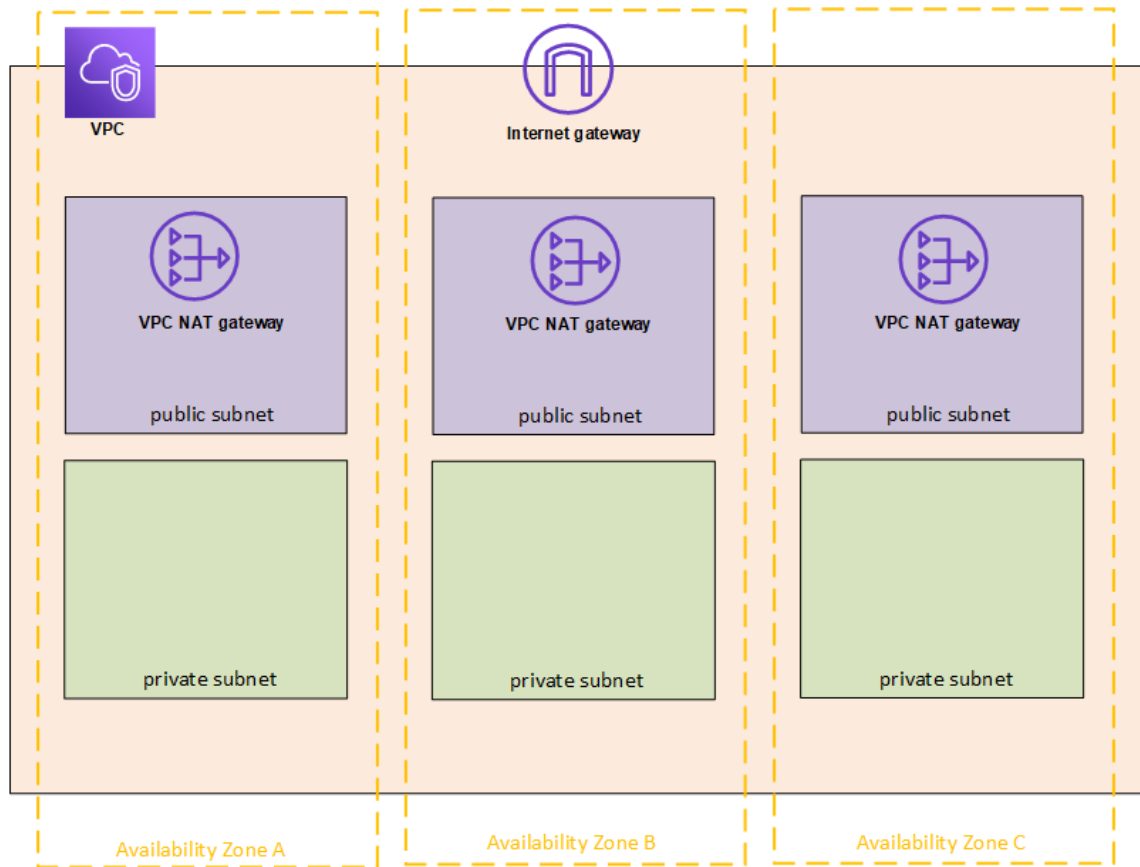 VPC
Internet gateway
VPC NAT gateway
VPC NAT gateway
VPC NAT gateway
public subnet
public subnet
public subnet
private subnet
private subnet
private subnet
Availability Zone A
Availability Zone B
Availability Zone C